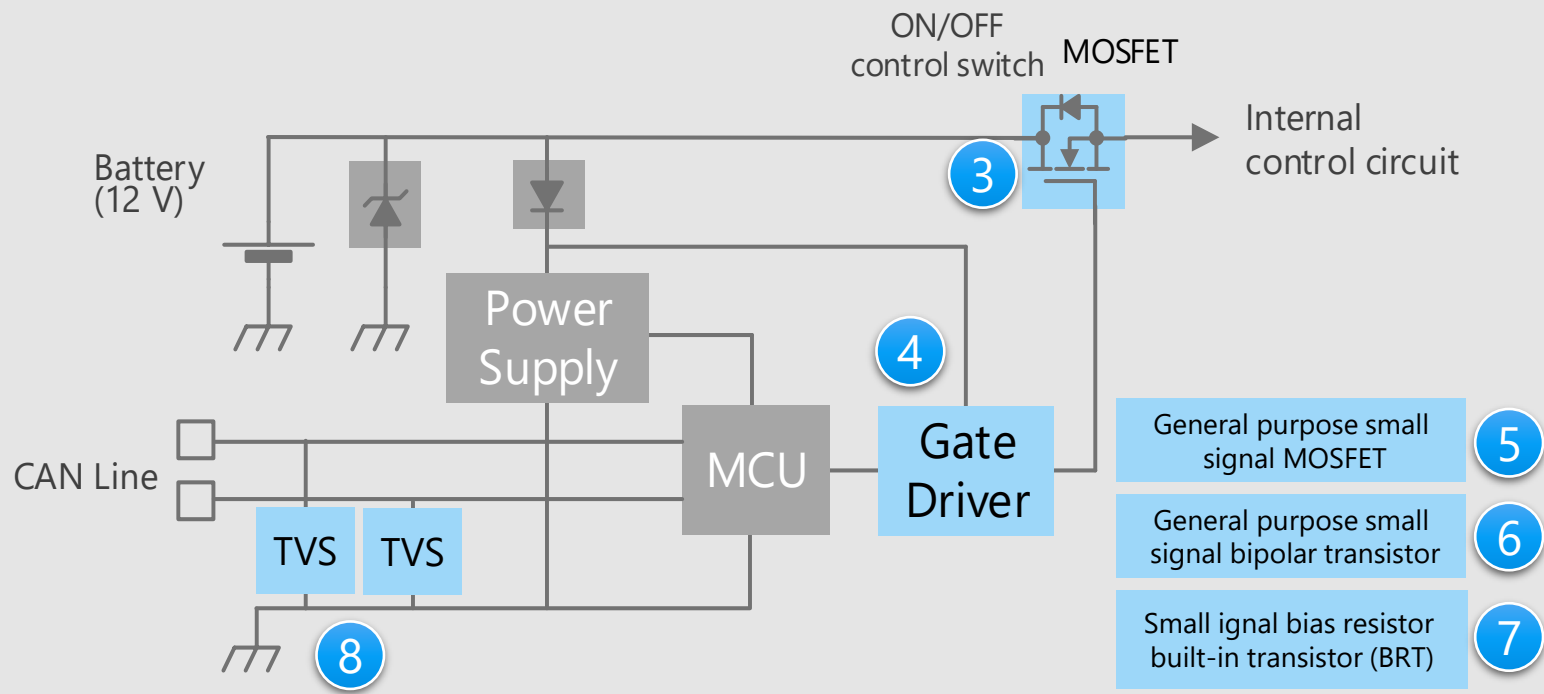 ON/OFF
control switch
MOSFET
Internal
control circuit
Battery
(12 V)
3
Power
Supply
4
CAN Line
MCU
Gate
Driver
TVS
TVS
8
General purpose small
signal MOSFET
5
General purpose small
signal bipolar transistor
6
Small ignal bias resistor
built-in transistor (BRT)
7